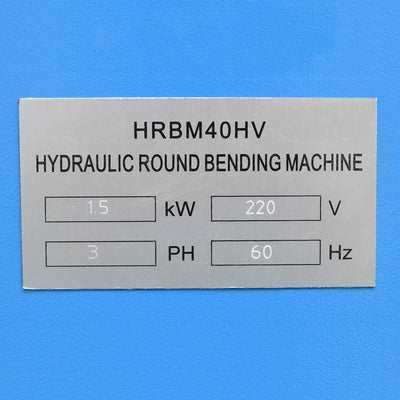 HRBM40HV
HYDRAULIC ROUND BENDING MACHINE
1.5 kW 220 V
3 PH 60 Hz